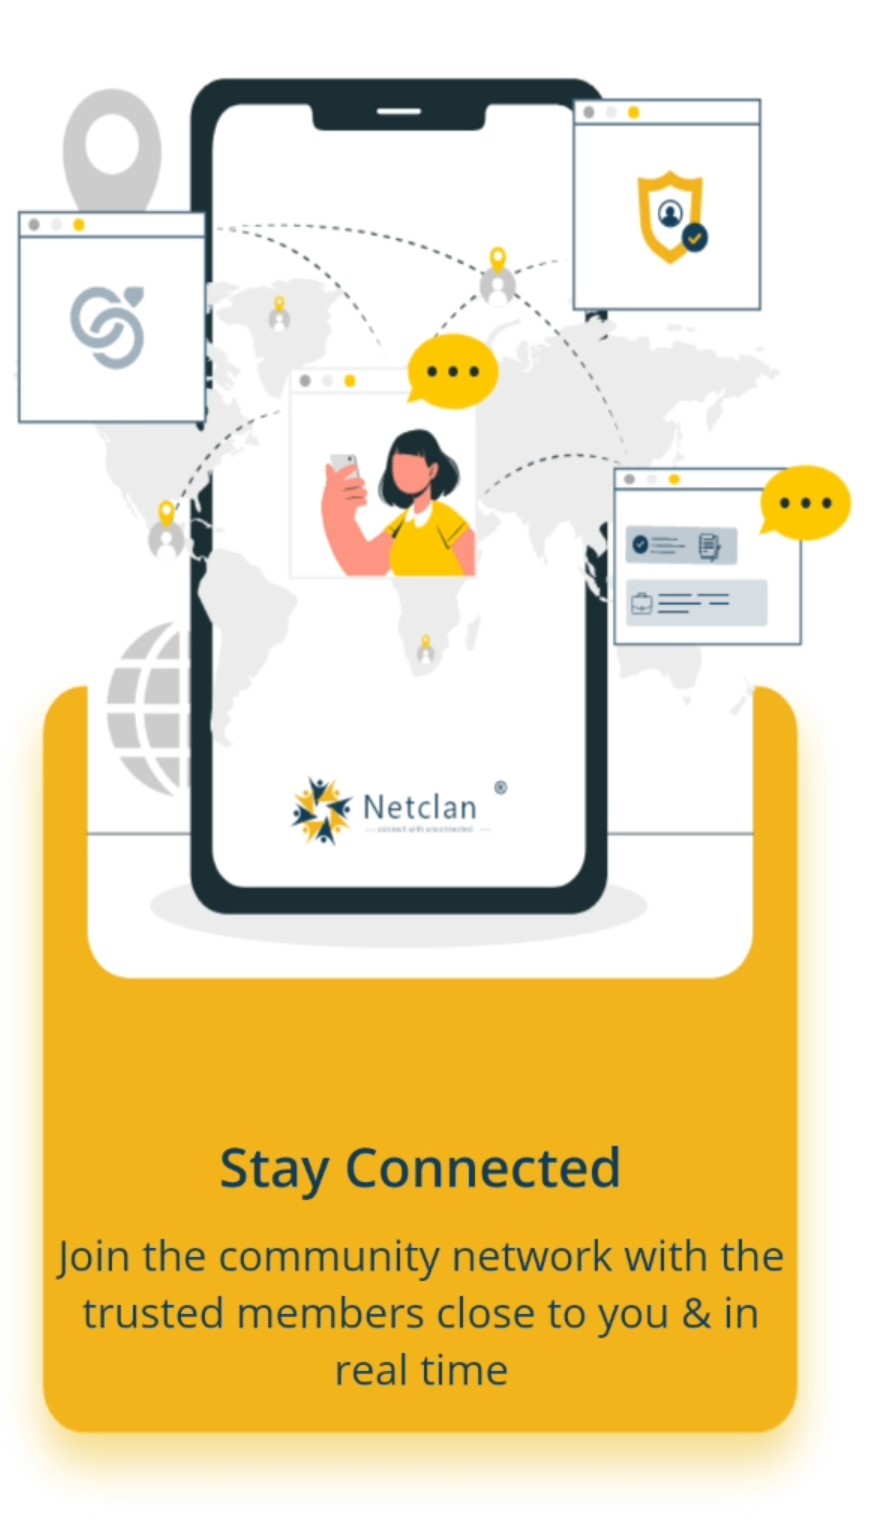 Netclan ®
connect with unconnected
Stay Connected
Join the community network with the
trusted members close to you & in
real time